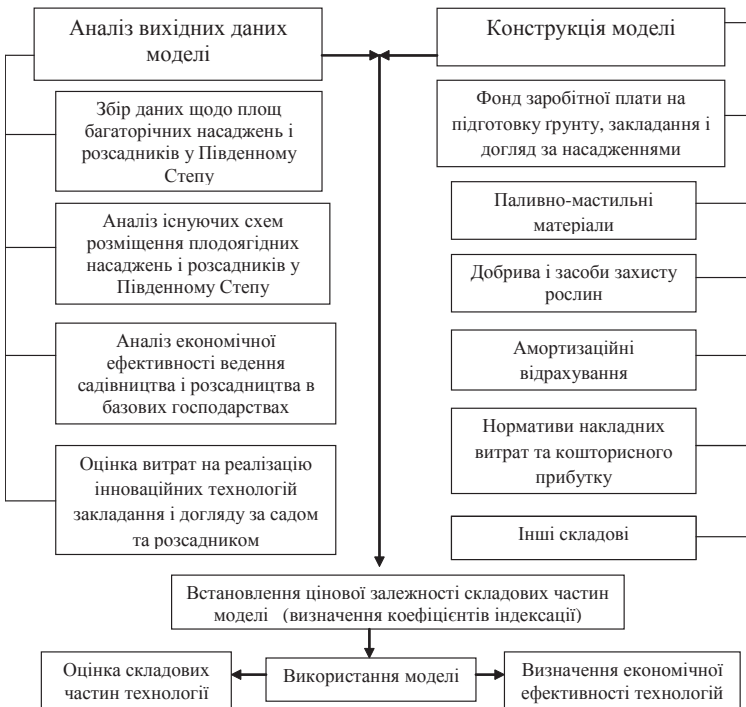 Аналіз вихідних даних
моделі
Збір даних щодо площ
багаторічних насаджень і
розсадників у Південному
Степу
Аналіз існуючих схем
розміщення плодоягідних
насаджень і розсадників у
Південному Степу
Аналіз економічної
ефективності ведення
садівництва і розсадництва в
базових господарствах
Оцінка витрат на реалізацію
інноваційних технологій
закладання і догляду за садом
та розсадником
Конструкція моделі
Фонд заробітної плати на
підготовку ґрунту, закладання і
догляд за насадженнями
Паливно-мастильні
матеріали
Добрива і засоби захисту
рослин
Амортизаційні
відрахування
Нормативи накладних
витрат та кошторисного
прибутку
Інші складові
Встановлення цінової залежності складових частин
моделі (визначення коефіцієнтів індексації)
Оцінка складових
частин технології
Використання моделі
Визначення економічної
ефективності технологій